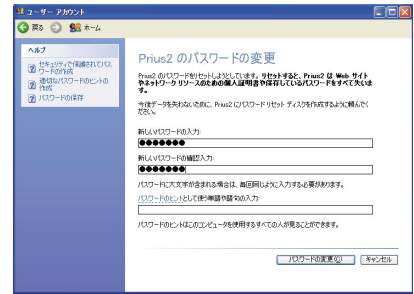 ユーザー アカウント
戻る ホーム
ヘルプ
セキュリティで保護されてパス
ワードの作成
適切なパスワードのヒントの
作成
パスワードの保存
Prius2 のパスワードの変更
Prius2 のパスワードをリセットしようとしています。リセットすると、Prius2 は Web サイト
やネットワーク リソースのための個人証明書や保存しているパスワードをすべて失いま
す。
今後データを失わないために、Prius2 にパスワード リセット ディスクを作成するように頼んでく
ださい。
新しいパスワードの入力:
●●●●●●●
新しいパスワードの確認入力:
●●●●●●●
パスワードに大文字が含まれる場合は、毎回同じように入力する必要があります。
パスワードのヒントとして使う単語や語句の入力:
パスワードのヒントはこのコンピュータを使用するすべての人が見ることができます。
パスワードの変更(C) キャンセル